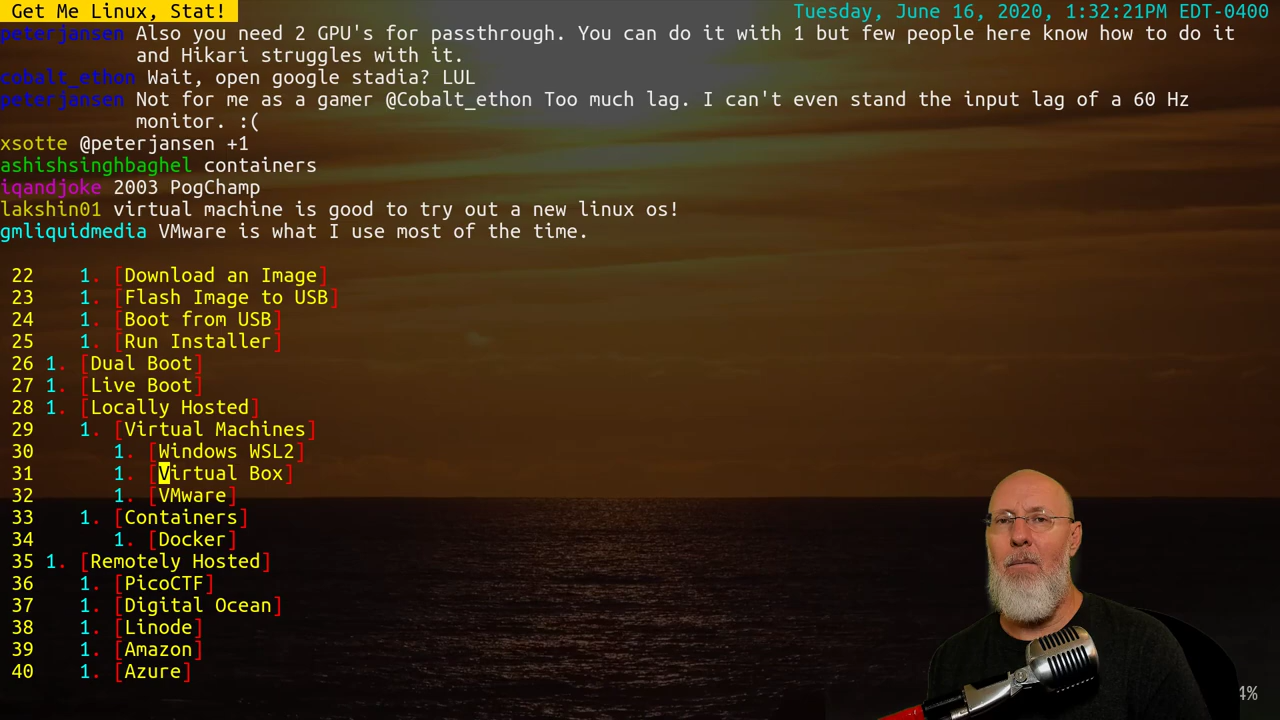 Get Me Linux, Stat!
Tuesday, June 16, 2020, 1:32:21PM EDT-0400
peterjansen Also you need 2 GPU's for passthrough. You can do it with 1 but few people here know how to do it
and Hikari struggles with it.
cobalt_ethon Wait, open google stadia? LUL
peterjansen Not for me as a gamer @Cobalt_ethon Too much lag. I can't even stand the input lag of a 60 Hz
monitor. :(
xsotte @peterjansen +1
ashishsinghbaghel containers
iqandjoke 2003 PogChamp
lakshin01 virtual machine is good to try out a new linux os!
gmliquidmedia VMware is what I use most of the time.
22 1. [Download an Image]
23 1. [Flash Image to USB]
24 1. [Boot from USB]
25 1. [Run Installer]
26 1. [Dual Boot]
27 1. [Live Boot]
28 1. [Locally Hosted]
29 1. [Virtual Machines]
30 1. [Windows WSL2]
31 1. [Virtual Box]
32 1. [VMware]
33 1. [Containers]
34 1. [Docker]
35 1. [Remotely Hosted]
36 1. [PicoCTF]
37 1. [Digital Ocean]
38 1. [Linode]
39 1. [Amazon]
40 1. [Azure]
4%